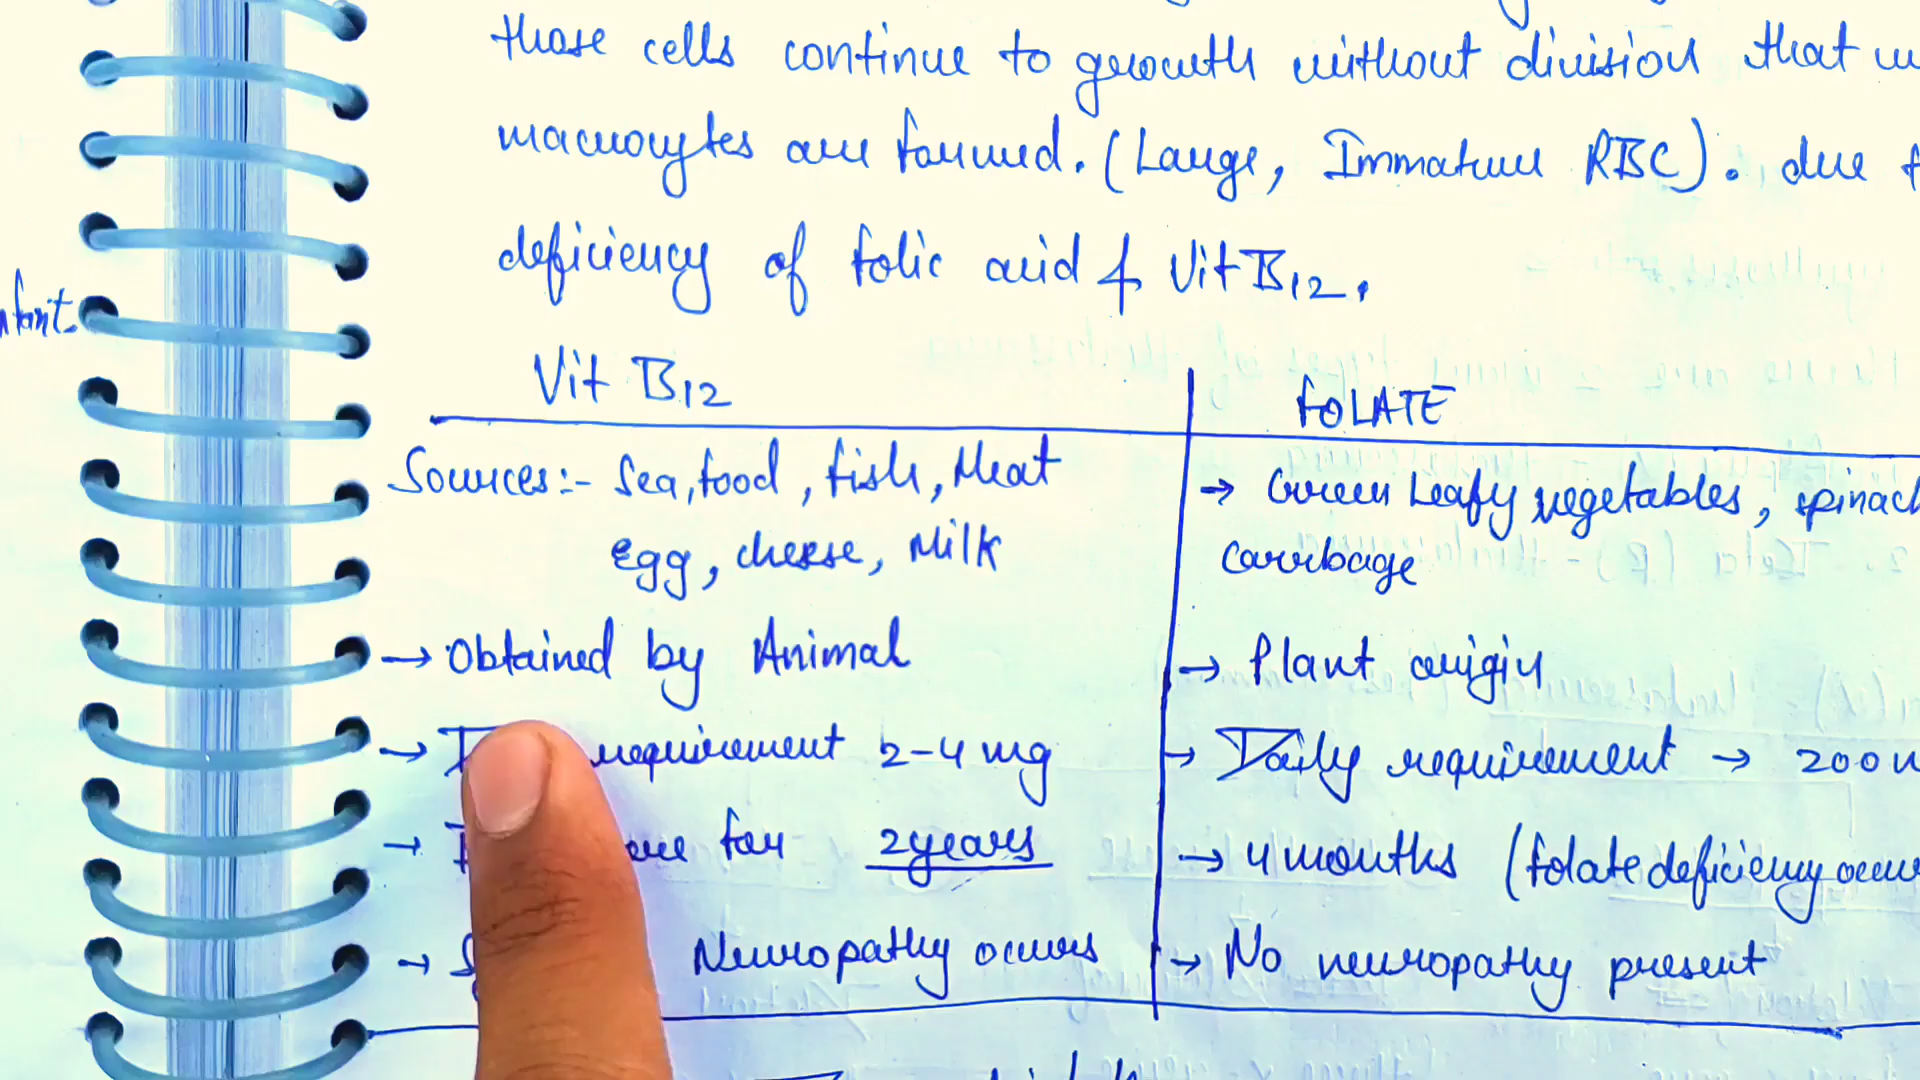 those cells continue to growth without division that
macrocytes are formed. (Large, Immature RBC). due
deficiency of folic acid & Vit B12.
Vit B12
FOLATE
Sources:- Sea,food, fish, Meat
egg, cheese, Milk
→ Green Leafy vegetables, spinach
Carrbage
→ Obtained by Animal
→ Plant origin
→ requirement 2-4 mg
→ Daily requirement → 200
→ for 2 years
→ 4 months (folate deficiency occur
→ Neuropathy occurs
→ No neuropathy present